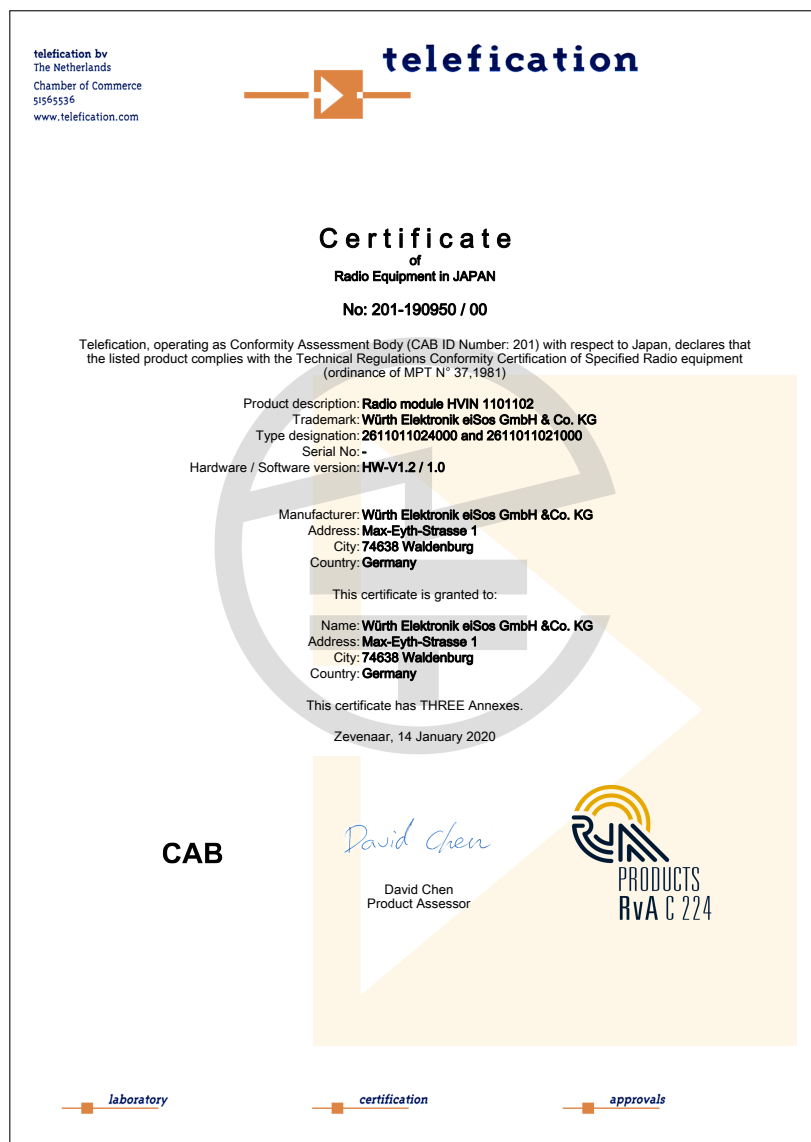 telefication bv
The Netherlands
Chamber of Commerce
51565536
www.telefication.com
telefication
Certificate
of
Radio Equipment in JAPAN
No: 201-190950 / 00
Telefication, operating as Conformity Assessment Body (CAB ID Number: 201) with respect to Japan, declares that
the listed product complies with the Technical Regulations Conformity Certification of Specified Radio equipment
(ordinance of MPT N° 37,1981)
Product description: Radio module HVIN 1101102
Trademark: Würth Elektronik eiSos GmbH & Co. KG
Type designation: 2611011024000 and 2611011021000
Serial No: -
Hardware / Software version: HW-V1.2 / 1.0
Manufacturer: Würth Elektronik eiSos GmbH &Co. KG
Address: Max-Eyth-Strasse 1
City: 74638 Waldenburg
Country: Germany
This certificate is granted to:
Name: Würth Elektronik eiSos GmbH &Co. KG
Address: Max-Eyth-Strasse 1
City: 74638 Waldenburg
Country: Germany
This certificate has THREE Annexes.
Zevenaar, 14 January 2020
CAB
David Chen
David Chen
Product Assessor
RvA
PRODUCTS
RvA C 224
laboratory
certification
approvals